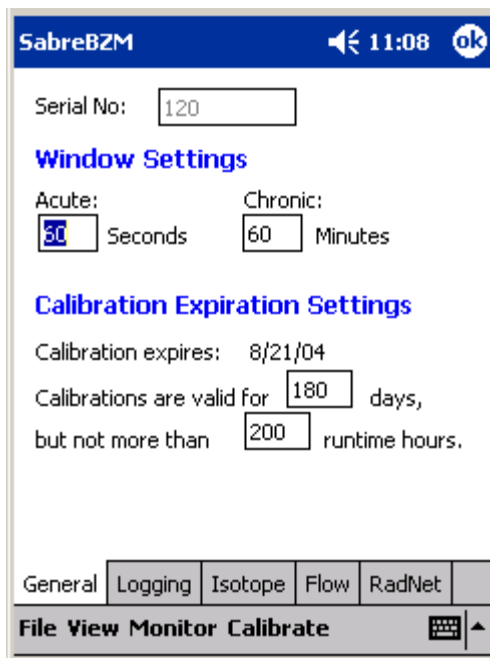 SabreBZM 11:08 ok
Serial No: 120
Window Settings
Acute: Chronic:
60 Seconds 60 Minutes
Calibration Expiration Settings
Calibration expires: 8/21/04
Calibrations are valid for 180 days,
but not more than 200 runtime hours.
General Logging Isotope Flow RadNet
File View Monitor Calibrate